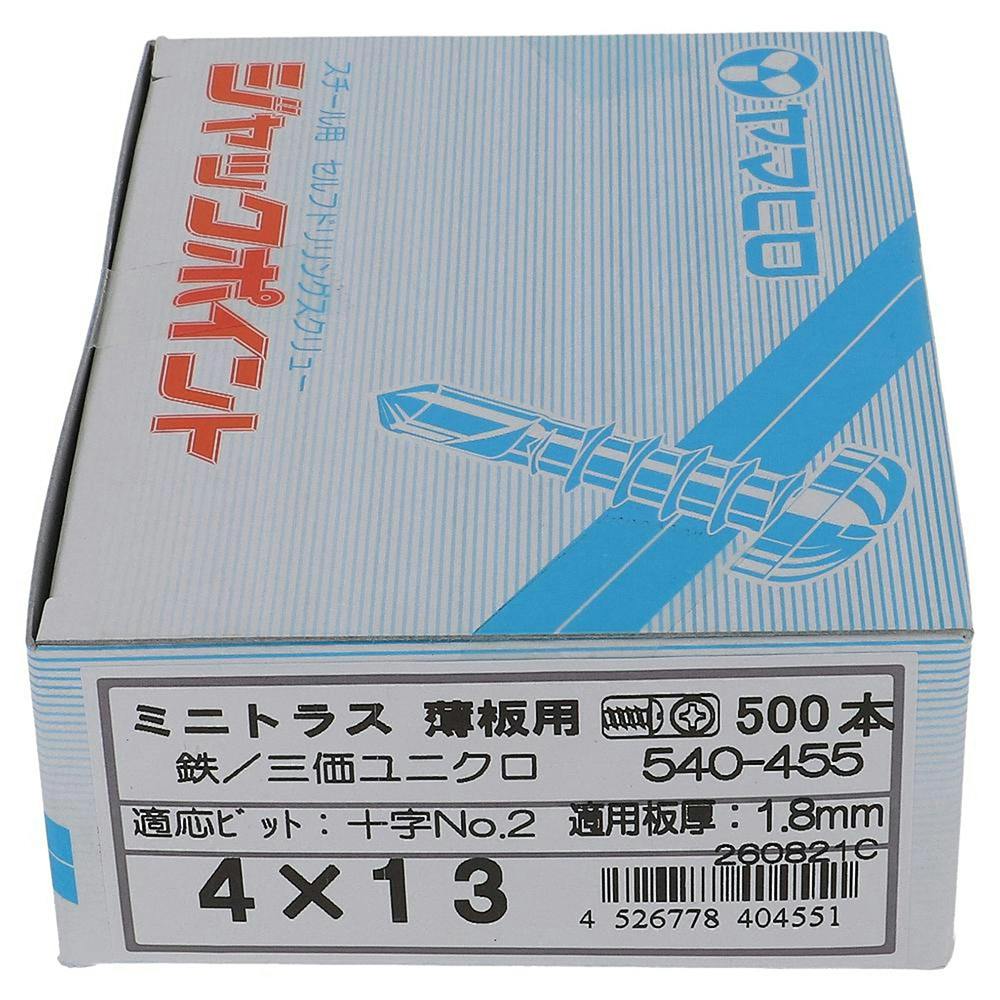 ヤマヒロ
スチール用 セルフドリリングスクリュー
ジャックポイント
ミニトラス 薄板用 500本
鉄/三価ユニクロ 540-455
適応ビット:十字No.2 適用板厚:1.8mm
260821C
4×13
4 526778 404551